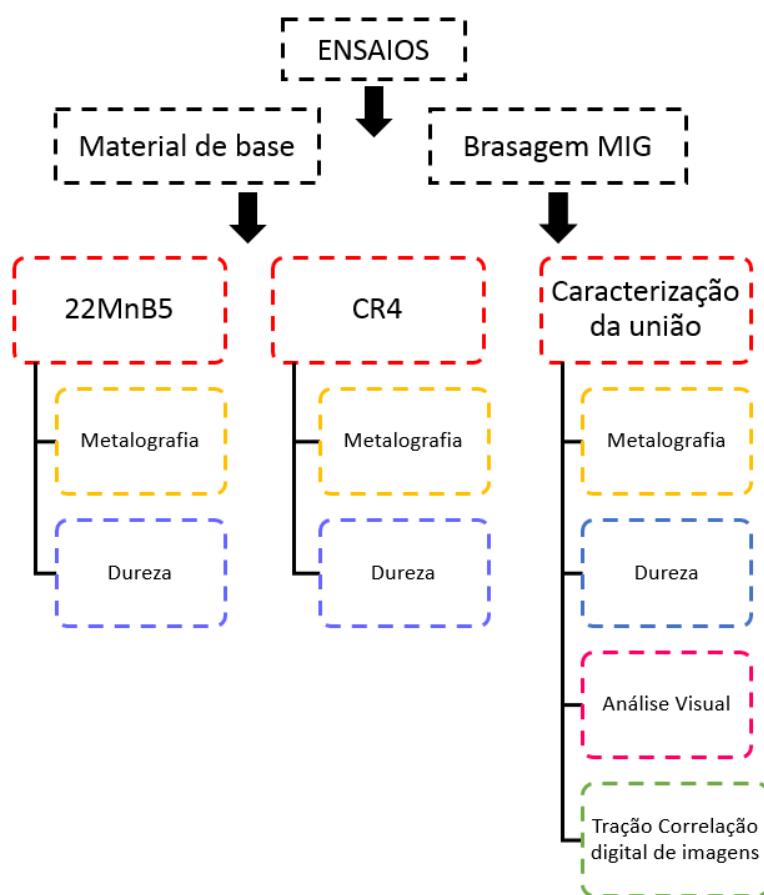 ENSAIOS
Material de base
Brasagem MIG
22MnB5
CR4
Caracterização
da união
Metalografia
Metalografia
Metalografia
Dureza
Dureza
Dureza
Análise Visual
Tração Correlação
digital de imagens